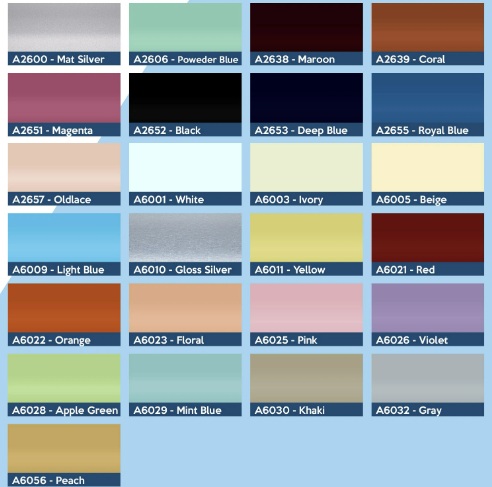 A2600 - Mat Silver
A2606 - Poweder Blue
A2638 - Maroon
A2639 - Coral
A2651 - Magenta
A2652 - Black
A2653 - Deep Blue
A2655 - Royal Blue
A2657 - Oldlace
A6001 - White
A6003 - Ivory
A6005 - Beige
A6009 - Light Blue
A6010 - Gloss Silver
A6011 - Yellow
A6021 - Red
A6022 - Orange
A6023 - Floral
A6025 - Pink
A6026 - Violet
A6028 - Apple Green
A6029 - Mint Blue
A6030 - Khaki
A6032 - Gray
A6056 - Peach